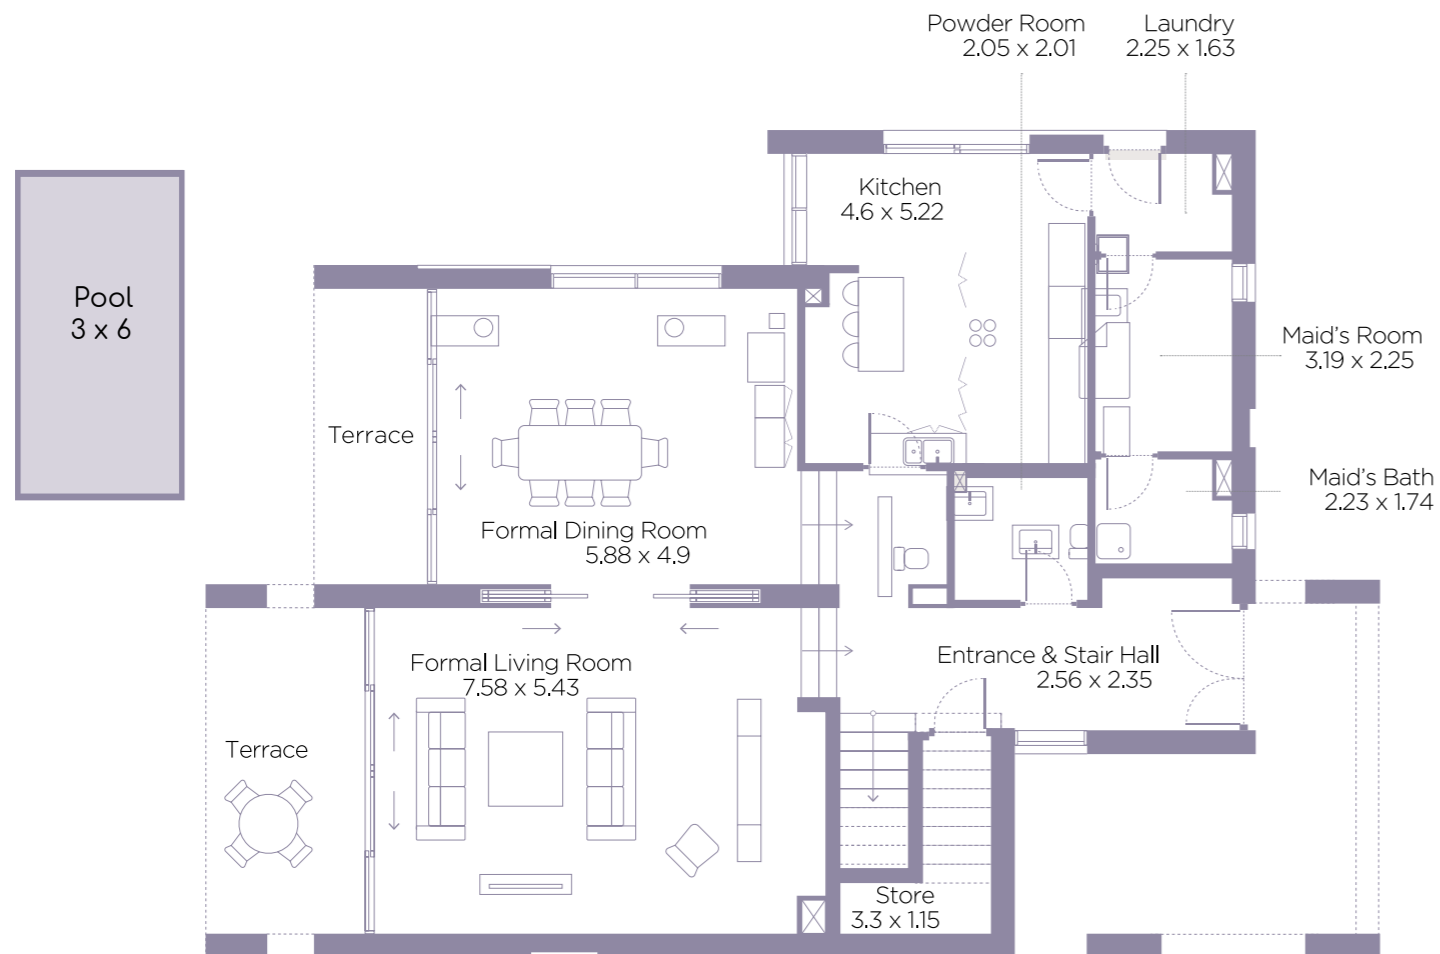 Powder Room
2.05 x 2.01
Laundry
2.25 x 1.63
Kitchen
4.6 x 5.22
Pool
3 x 6
Maid's Room
3.19 x 2.25
Terrace
Maid's Bath
2.23 x 1.74
Formal Dining Room
5.88 x 4.9
Formal Living Room
7.58 x 5.43
Entrance & Stair Hall
2.56 x 2.35
Terrace
Store
3.3 x 1.15